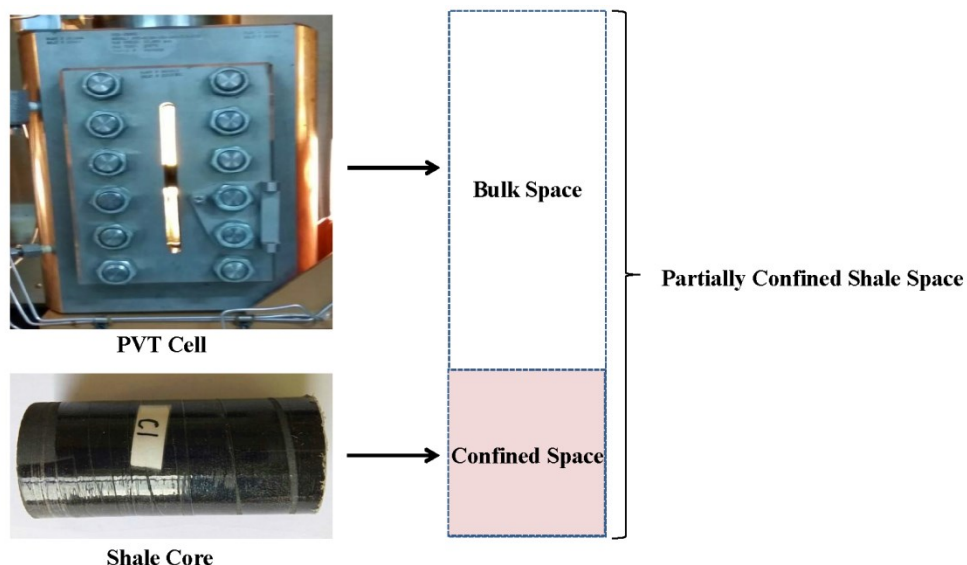 PVT Cell
C1
Shale Core
Bulk Space
Confined Space
Partially Confined Shale Space